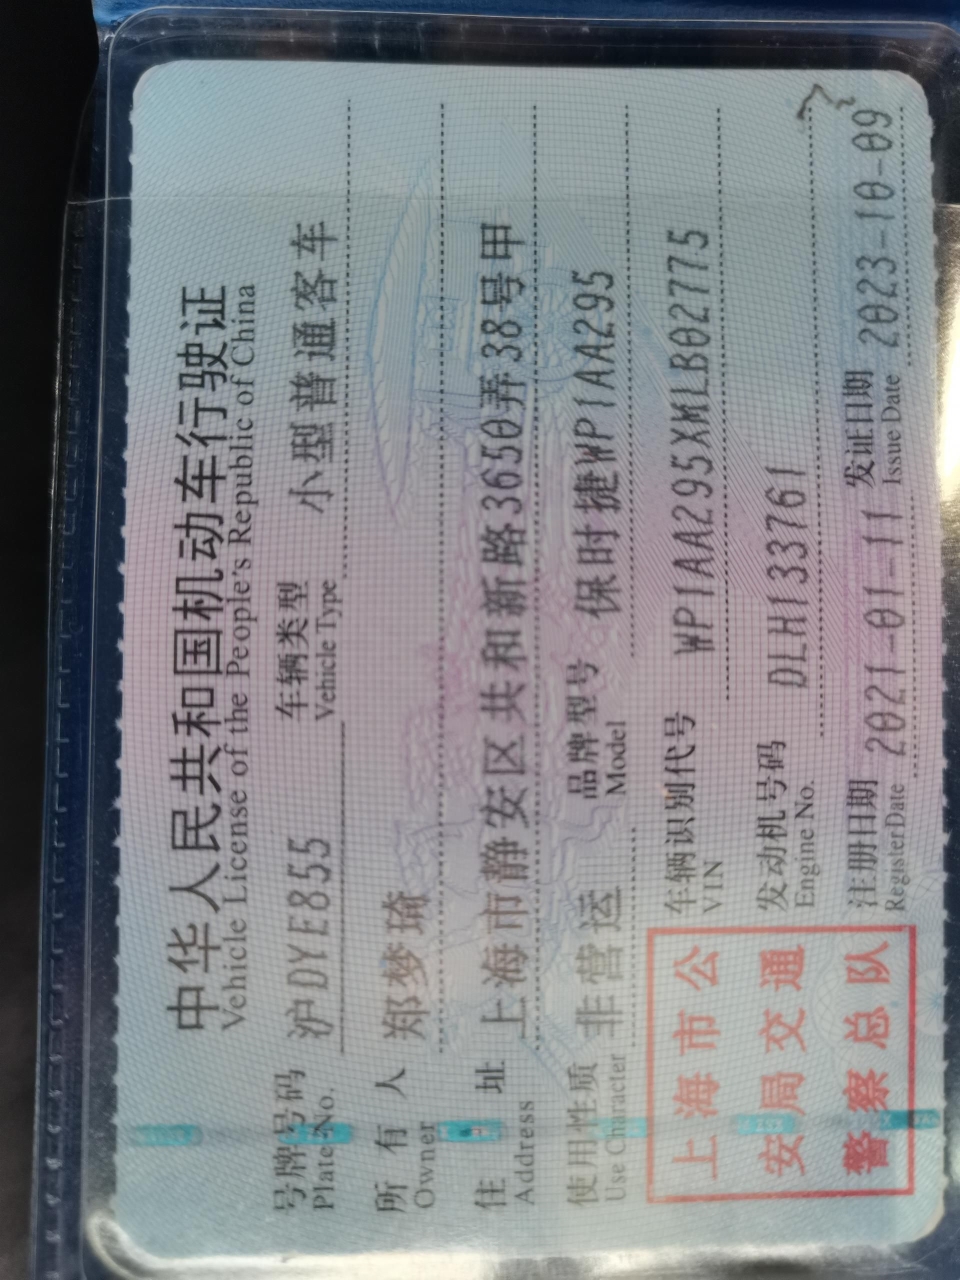 中华人民共和国机动车行驶证
Vehicle License of the People's Republic of China
号牌号码 沪DYE855 车辆类型 小型普通客车
Plate No. Vehicle Type
所有人 郑梦琦
Owner
住址 上海市静安区共和新路3650弄38号甲
Address
使用性质 非营运 品牌型号 保时捷WP1AA295
Use Character Model
车辆识别代号 WP1AA295XMLB02775
VIN
发动机号码 DLH133761
Engine No.
注册日期 2021-01-11 发证日期 2023-10-09
Register Date Issue Date
上海市公
安局交通
警察总队